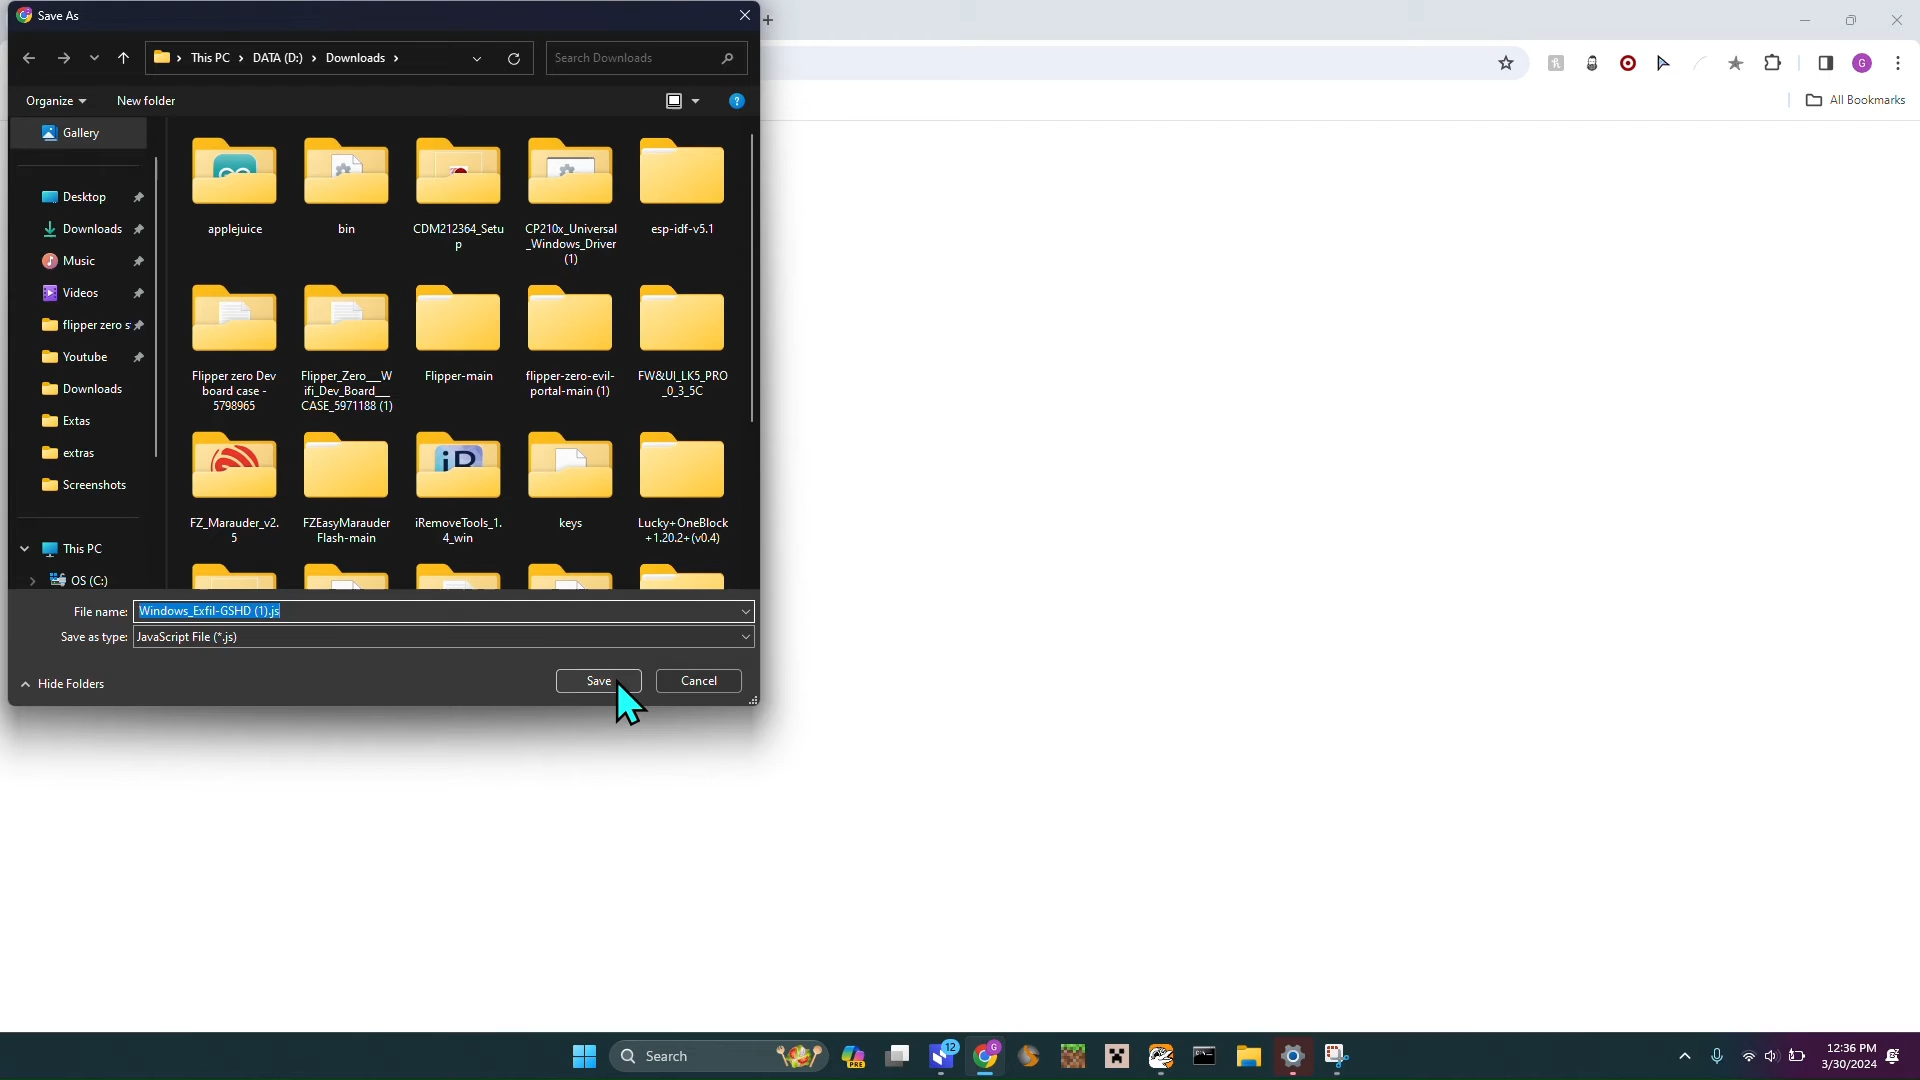 Save As
This PC
DATA (D:)
Downloads
Search Downloads
Organize
New folder
All Bookmarks
Gallery
Desktop
Downloads
Music
Videos
flipper zero s
Youtube
Downloads
Extas
extras
Screenshots
This PC
OS (C:)
applejuice
bin
CDM212364_Setu
p
CP210x_Universal
_Windows_Driver
(1)
esp-idf-v5.1
Flipper zero Dev
board case -
5798965
Flipper_Zero__W
ifi_Dev_Board__
CASE_5971188 (1)
Flipper-main
flipper-zero-evil-
portal-main (1)
FW&UI_LK5_PRO
_0_3_5C
FZ_Marauder_v2.
5
FZEasyMarauder
Flash-main
iR
iRemoveTools_1.
4_win
keys
Lucky+OneBlock
+1.20.2+(v0.4)
File name: Windows_Exfil-GSHD (1).js
Save as type: JavaScript File (*.js)
Hide Folders
Save
Cancel
G
Search
PRE
12
G
12:36 PM
3/30/2024